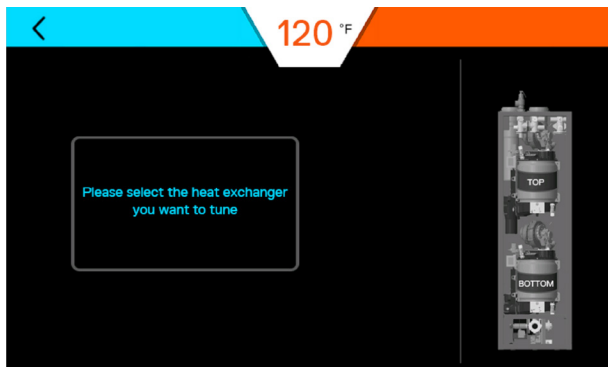 120 °F
Please select the heat exchanger
you want to tune
TOP
BOTTOM